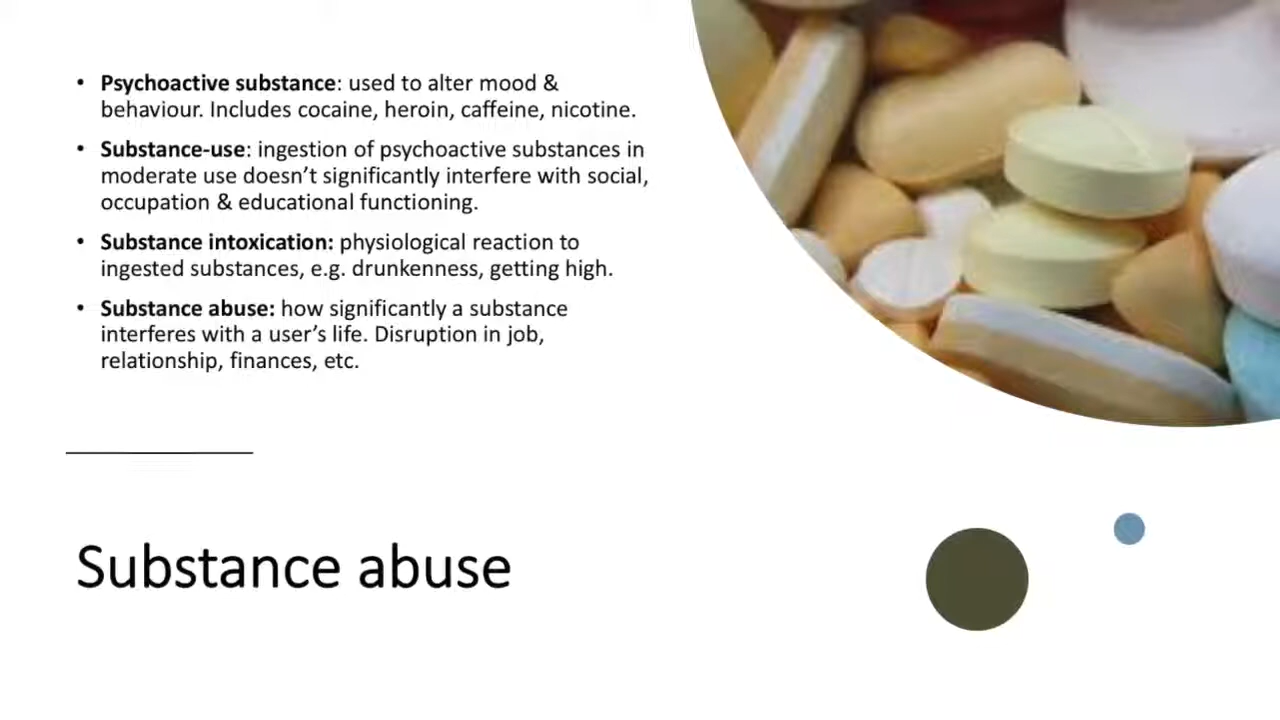 • Psychoactive substance: used to alter mood &
behaviour. Includes cocaine, heroin, caffeine, nicotine.
• Substance-use: ingestion of psychoactive substances in
moderate use doesn’t significantly interfere with social,
occupation & educational functioning.
• Substance intoxication: physiological reaction to
ingested substances, e.g. drunkenness, getting high.
• Substance abuse: how significantly a substance
interferes with a user’s life. Disruption in job,
relationship, finances, etc.
Substance abuse